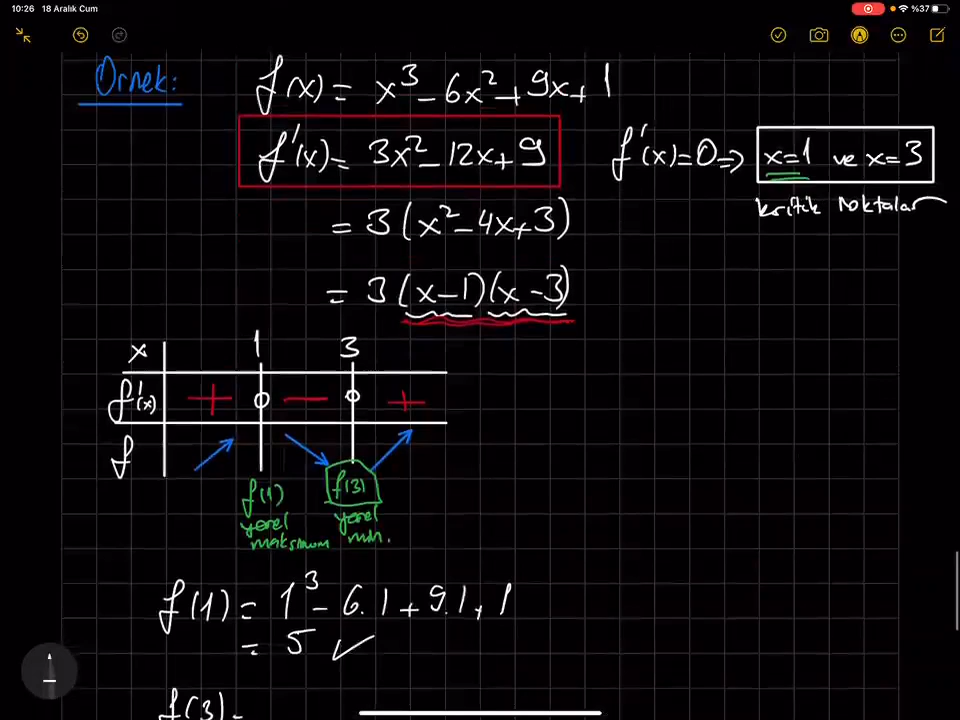 10:26 18 Aralık Cum %37
Örnek: f(x) = x³ - 6x² + 9x + 1
f'(x) = 3x² - 12x + 9 f'(x) = 0 => x=1 ve x=3
kritik noktalar
= 3(x² - 4x + 3)
= 3(x-1)(x-3)
x 1 3
f'(x) + 0 - 0 +
f
f(1) f(3)
yerel yerel
maksimum min.
f(1) = 1³ - 6.1 + 9.1 + 1
= 5 ✓
f(3) =